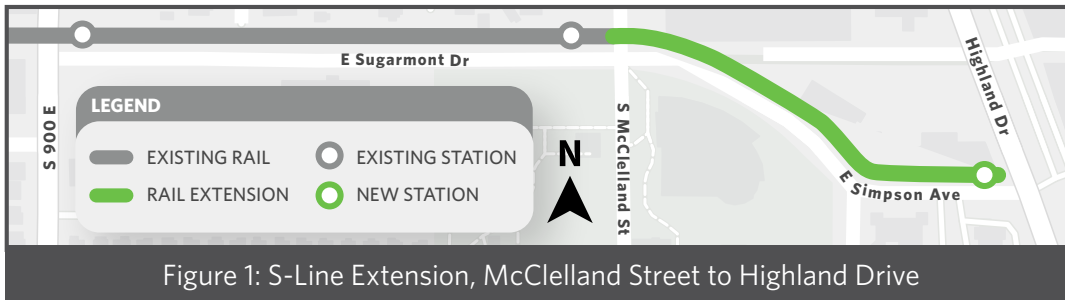 E Sugarmont Dr
Highland Dr
S 900 E
LEGEND
EXISTING RAIL
EXISTING STATION
RAIL EXTENSION
NEW STATION
N
S McClelland St
E Simpson Ave
Figure 1: S-Line Extension, McClelland Street to Highland Drive